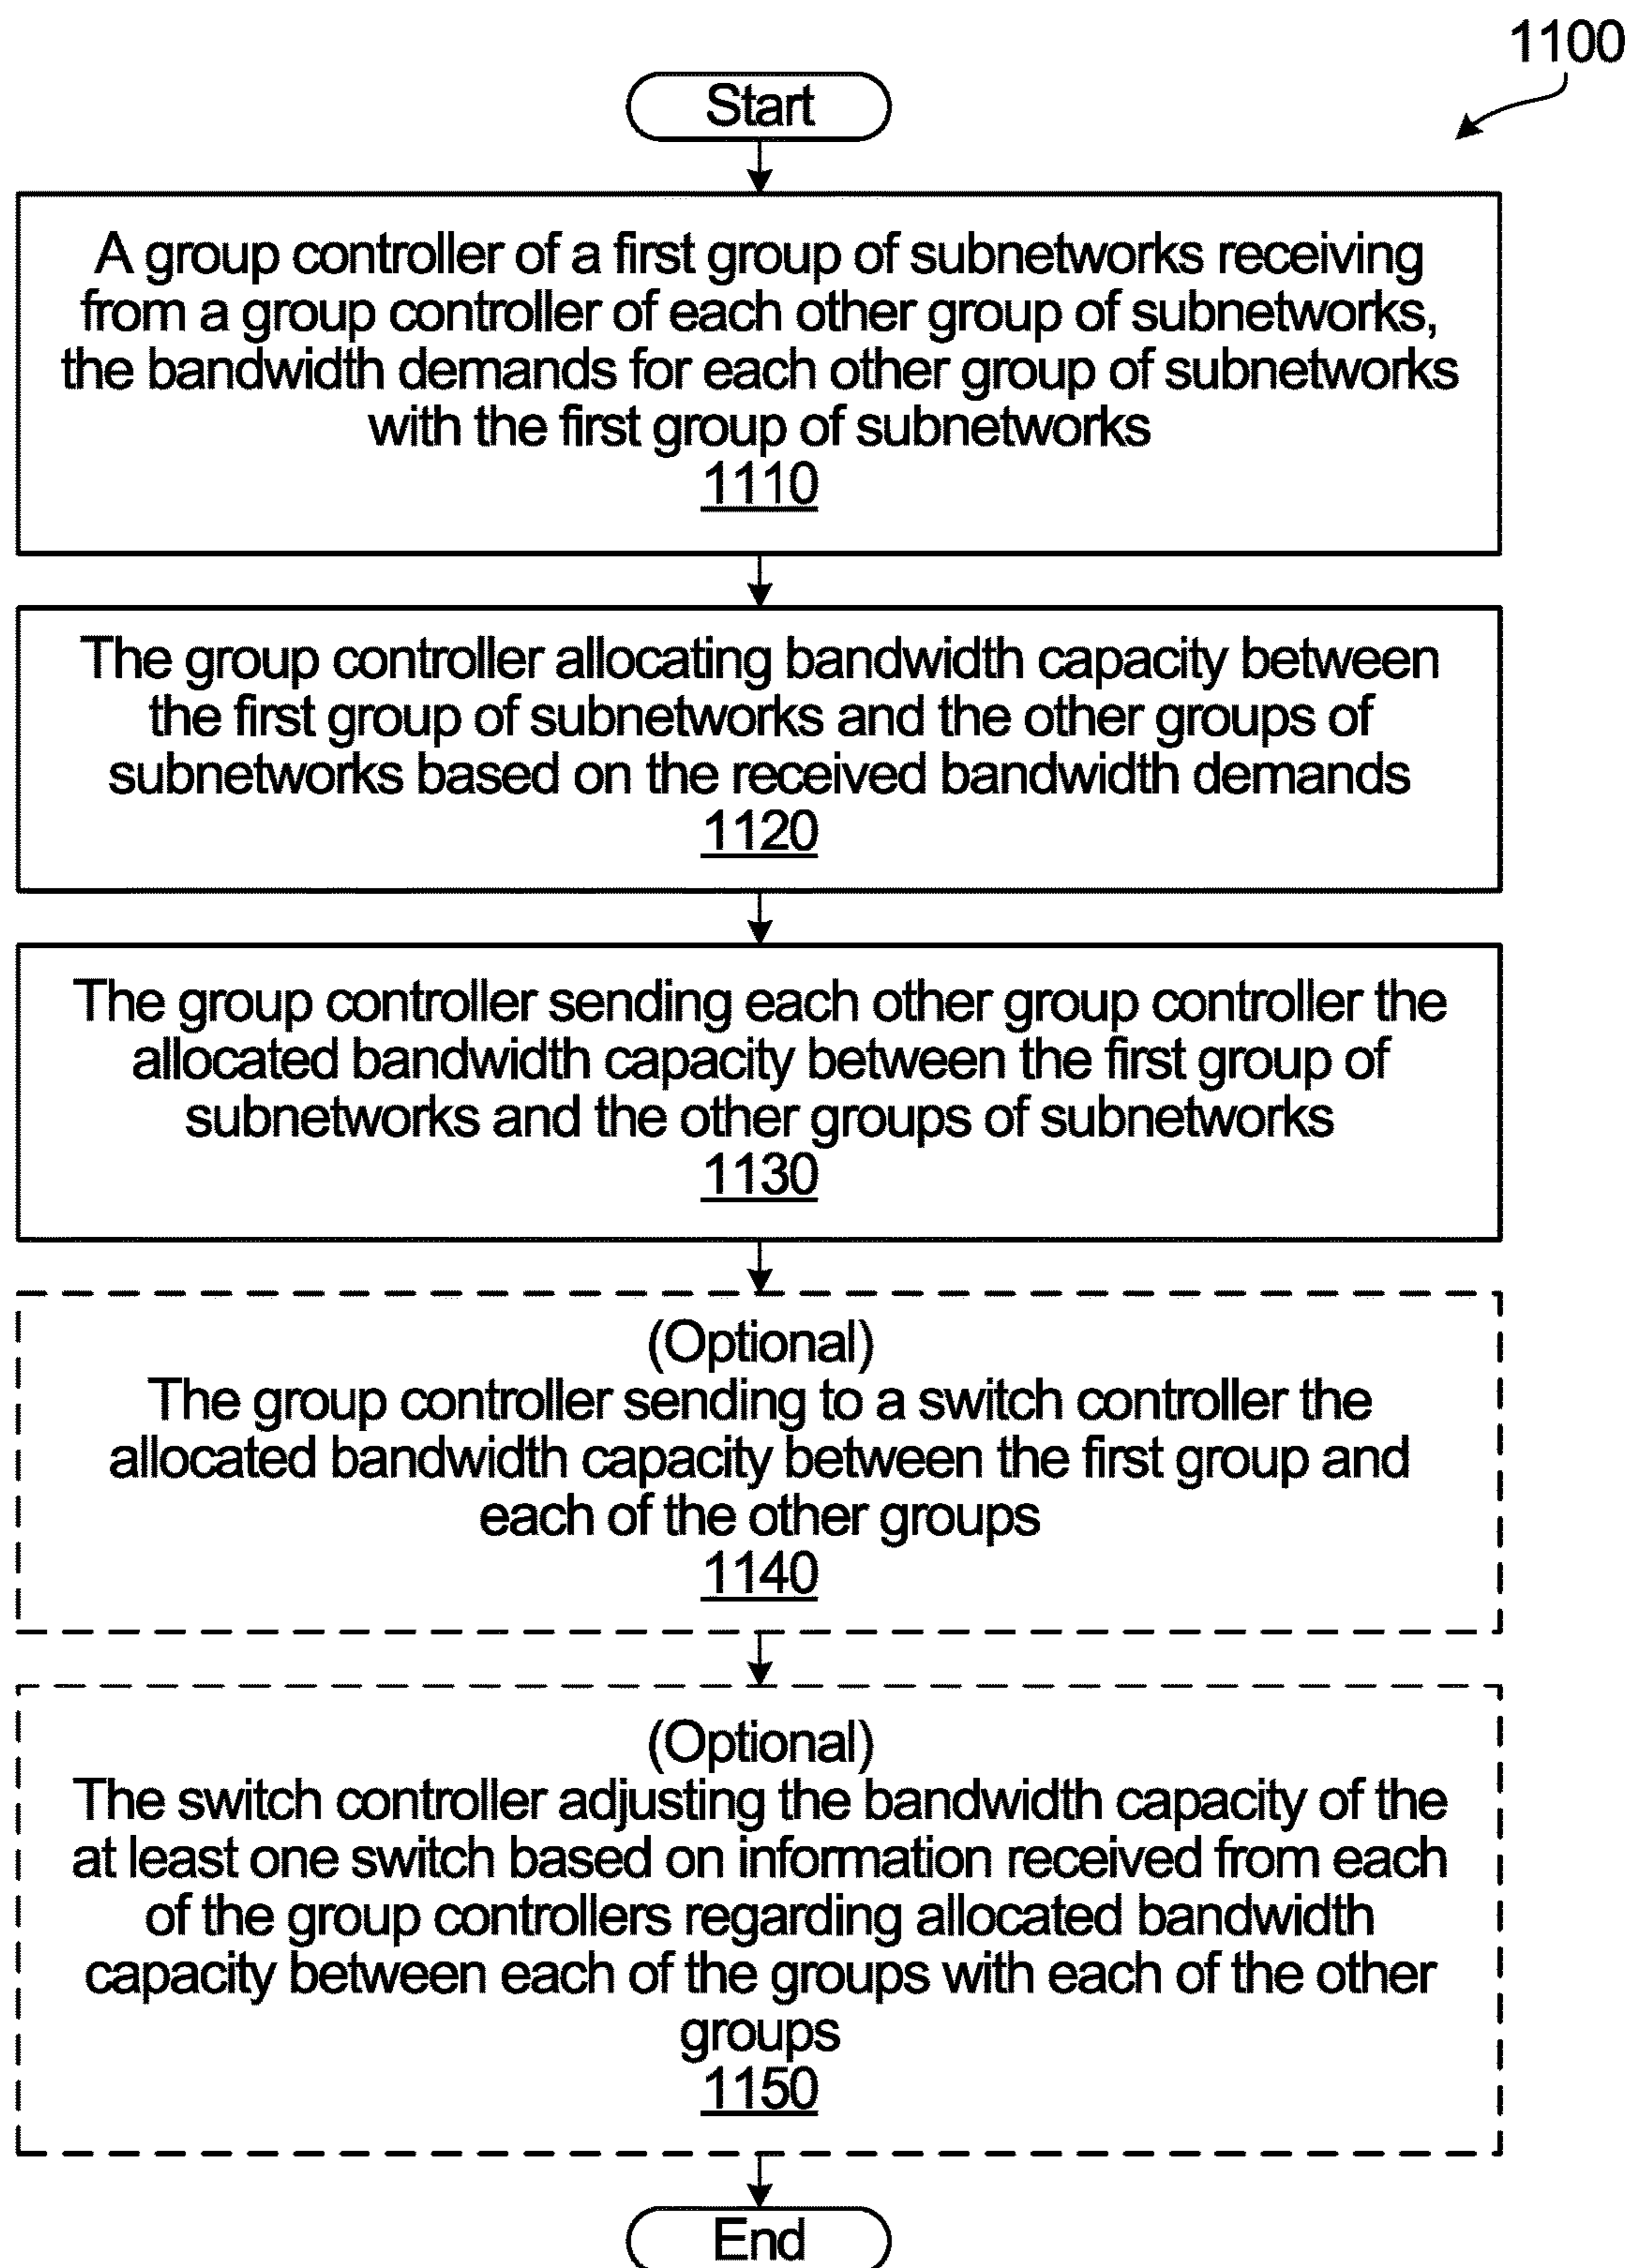 1100
Start
A group controller of a first group of subnetworks receiving
from a group controller of each other group of subnetworks,
the bandwidth demands for each other group of subnetworks
with the first group of subnetworks
1110
The group controller allocating bandwidth capacity between
the first group of subnetworks and the other groups of
subnetworks based on the received bandwidth demands
1120
The group controller sending each other group controller the
allocated bandwidth capacity between the first group of
subnetworks and the other groups of subnetworks
1130
(Optional)
The group controller sending to a switch controller the
allocated bandwidth capacity between the first group and
each of the other groups
1140
(Optional)
The switch controller adjusting the bandwidth capacity of the
at least one switch based on information received from each
of the group controllers regarding allocated bandwidth
capacity between each of the groups with each of the other
groups
1150
End